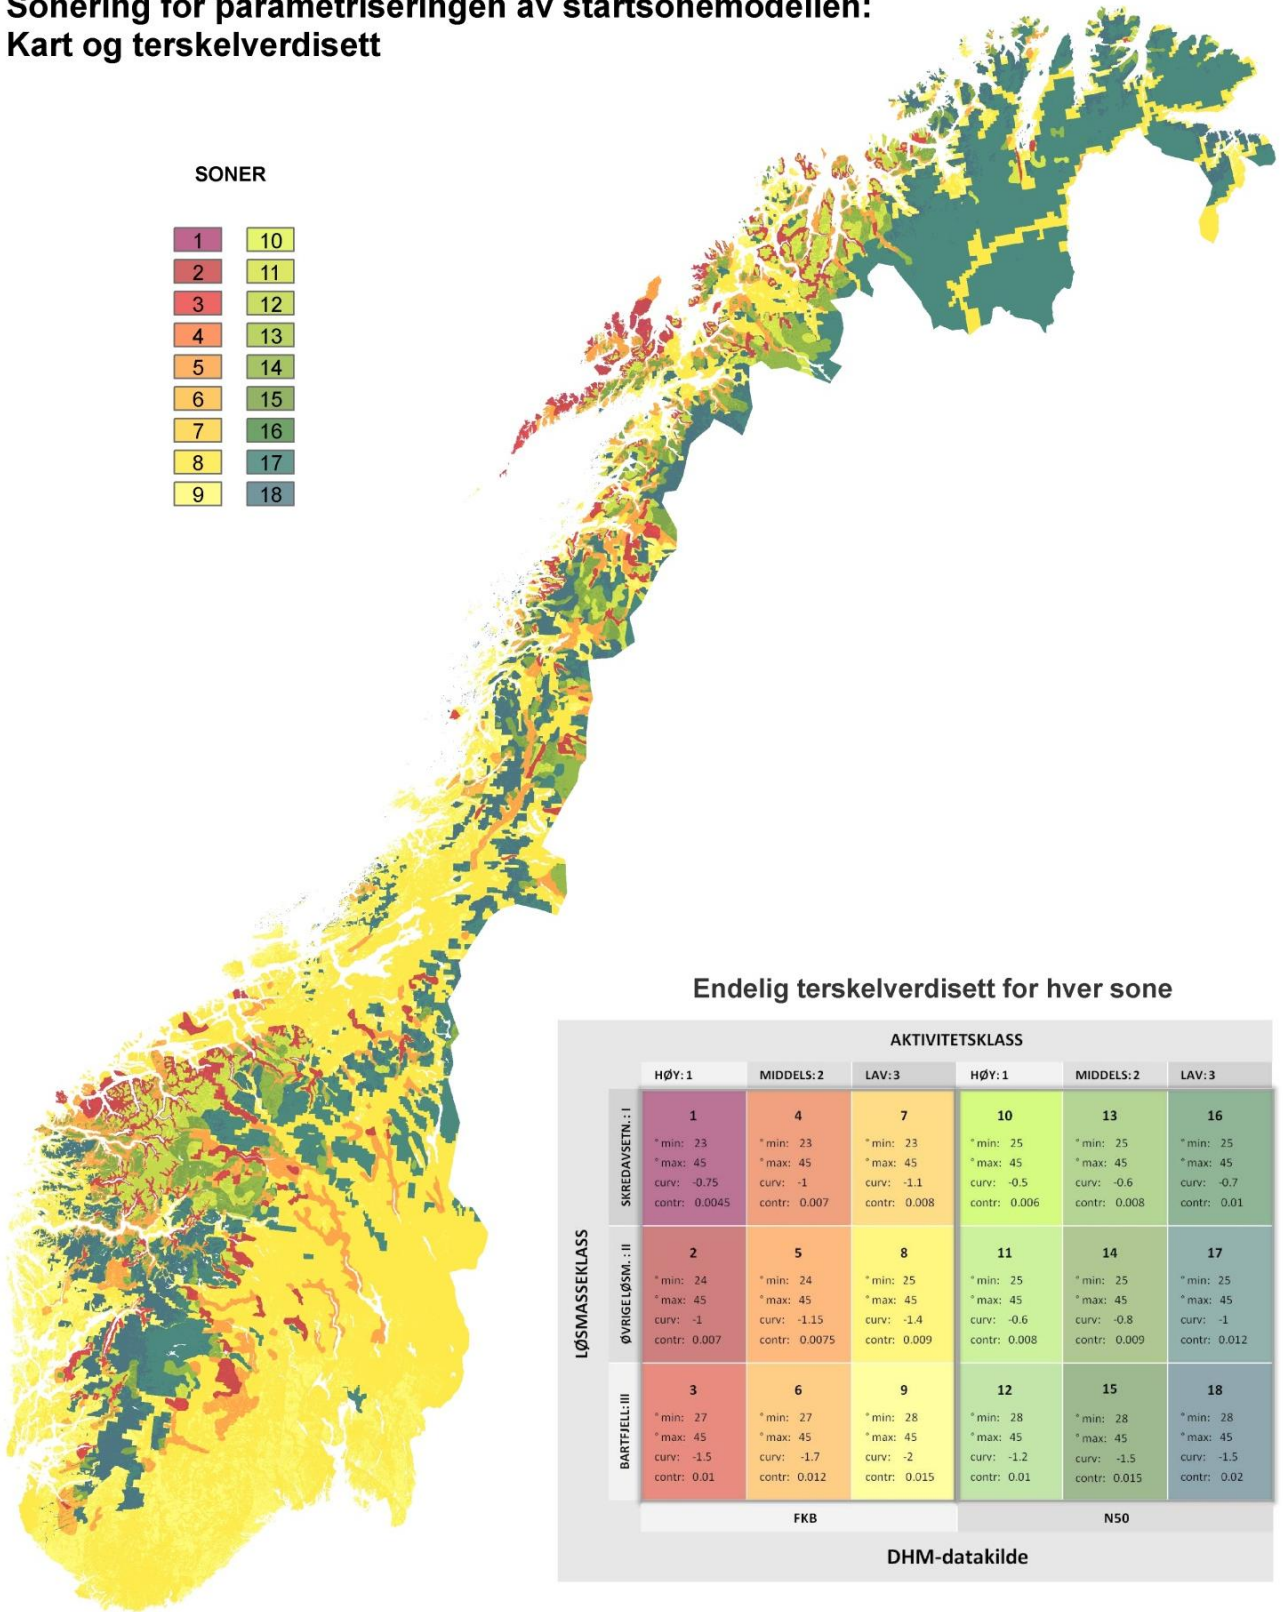 Sonering for parametriseringen av startsonemodellen:
Kart og terskelverdisett
SONER
1 10
2 11
3 12
4 13
5 14
6 15
7 16
8 17
9 18
Endelig terskelverdisett for hver sone
AKTIVITETSKLASS
HØY: 1 MIDDELS: 2 LAV: 3 HØY: 1 MIDDELS: 2 LAV: 3
LØSMASSEKLASS
SKREDAVSETN. : I
1 4 7 10 13 16
° min: 23 ° min: 23 ° min: 23 ° min: 25 ° min: 25 ° min: 25
° max: 45 ° max: 45 ° max: 45 ° max: 45 ° max: 45 ° max: 45
curv: -0.75 curv: -1 curv: -1.1 curv: -0.5 curv: -0.6 curv: -0.7
contr: 0.0045 contr: 0.007 contr: 0.008 contr: 0.006 contr: 0.008 contr: 0.01
ØVRIGE LØSM. : II
2 5 8 11 14 17
° min: 24 ° min: 24 ° min: 25 ° min: 25 ° min: 25 ° min: 25
° max: 45 ° max: 45 ° max: 45 ° max: 45 ° max: 45 ° max: 45
curv: -1 curv: -1.15 curv: -1.4 curv: -0.6 curv: -0.8 curv: -1
contr: 0.007 contr: 0.0075 contr: 0.009 contr: 0.008 contr: 0.009 contr: 0.012
BARTFJELL: III
3 6 9 12 15 18
° min: 27 ° min: 27 ° min: 28 ° min: 28 ° min: 28 ° min: 28
° max: 45 ° max: 45 ° max: 45 ° max: 45 ° max: 45 ° max: 45
curv: -1.5 curv: -1.7 curv: -2 curv: -1.2 curv: -1.5 curv: -1.5
contr: 0.01 contr: 0.012 contr: 0.015 contr: 0.01 contr: 0.015 contr: 0.02
FKB N50
DHM-datakilde